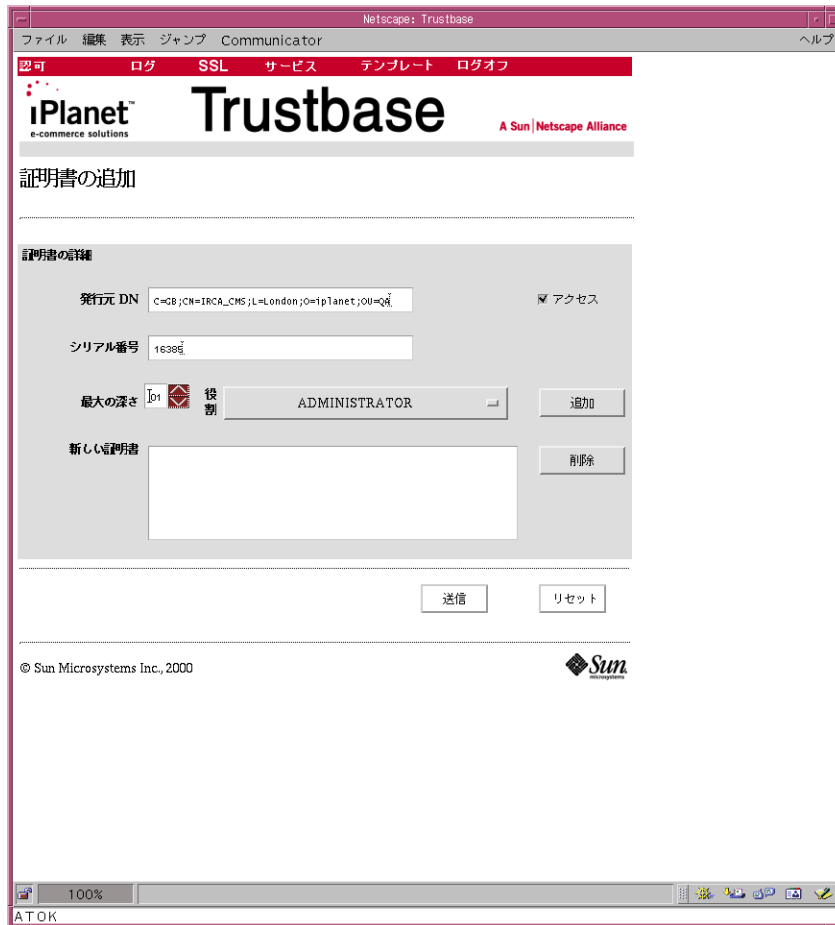 Netscape: Trustbase
ファイル 編集 表示 ジャンプ Communicator ヘルプ
認可 ログ SSL サービス テンプレート ログオフ
iPlanet™
e-commerce solutions
Trustbase
A Sun|Netscape Alliance
証明書の追加
証明書の詳細
発行元 DN C=GB;CN=IRCA_CMS;L=London;O=iplanet;OU=QA アクセス
シリアル番号 16385
最大の深さ 01 役割 ADMINISTRATOR 追加
新しい証明書 削除
送信 リセット
© Sun Microsystems Inc., 2000
Sun
microsystems
100%
ATOK